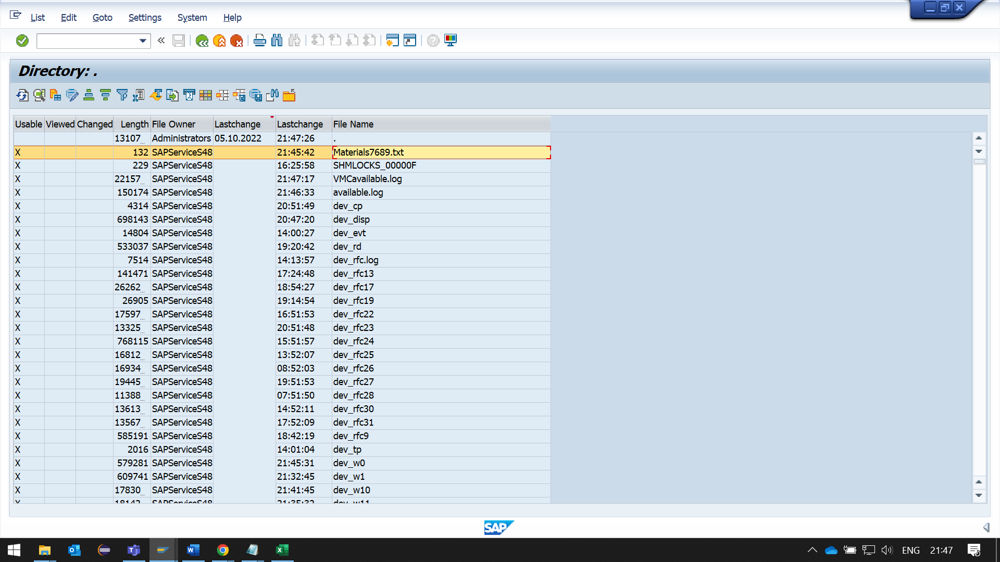 List Edit Goto Settings System Help
Directory: .
Usable Viewed Changed Length File Owner Lastchange Lastchange File Name
13107... Administrators 05.10.2022 21:47:26 .
X 132 SAPServiceS48 21:45:42 Materials7689.txt
X 229 SAPServiceS48 16:25:58 SHMLOCKS_00000F
X 22157... SAPServiceS48 21:47:17 VMCavailable.log
X 150174 SAPServiceS48 21:46:33 available.log
X 4314 SAPServiceS48 20:51:49 dev_cp
X 698143 SAPServiceS48 20:47:20 dev_disp
X 14804 SAPServiceS48 14:00:27 dev_evt
X 533037 SAPServiceS48 19:20:42 dev_rd
X 7514 SAPServiceS48 14:13:57 dev_rfc.log
X 141471 SAPServiceS48 17:24:48 dev_rfc13
X 26262... SAPServiceS48 18:54:27 dev_rfc17
X 26905 SAPServiceS48 19:14:54 dev_rfc19
X 17597... SAPServiceS48 16:51:53 dev_rfc22
X 13325... SAPServiceS48 20:51:48 dev_rfc23
X 768115 SAPServiceS48 15:51:57 dev_rfc24
X 16812... SAPServiceS48 13:52:07 dev_rfc25
X 16934... SAPServiceS48 08:52:03 dev_rfc26
X 19445... SAPServiceS48 19:51:53 dev_rfc27
X 11388... SAPServiceS48 07:51:50 dev_rfc28
X 13613... SAPServiceS48 14:52:11 dev_rfc30
X 13567... SAPServiceS48 17:52:09 dev_rfc31
X 585191 SAPServiceS48 18:42:19 dev_rfc9
X 2016 SAPServiceS48 14:01:04 dev_tp
X 579281 SAPServiceS48 21:45:31 dev_w0
X 609741 SAPServiceS48 21:32:45 dev_w1
X 17830... SAPServiceS48 21:41:45 dev_w10
X SAPServiceS48 dev_w11
SAP
ENG 21:47